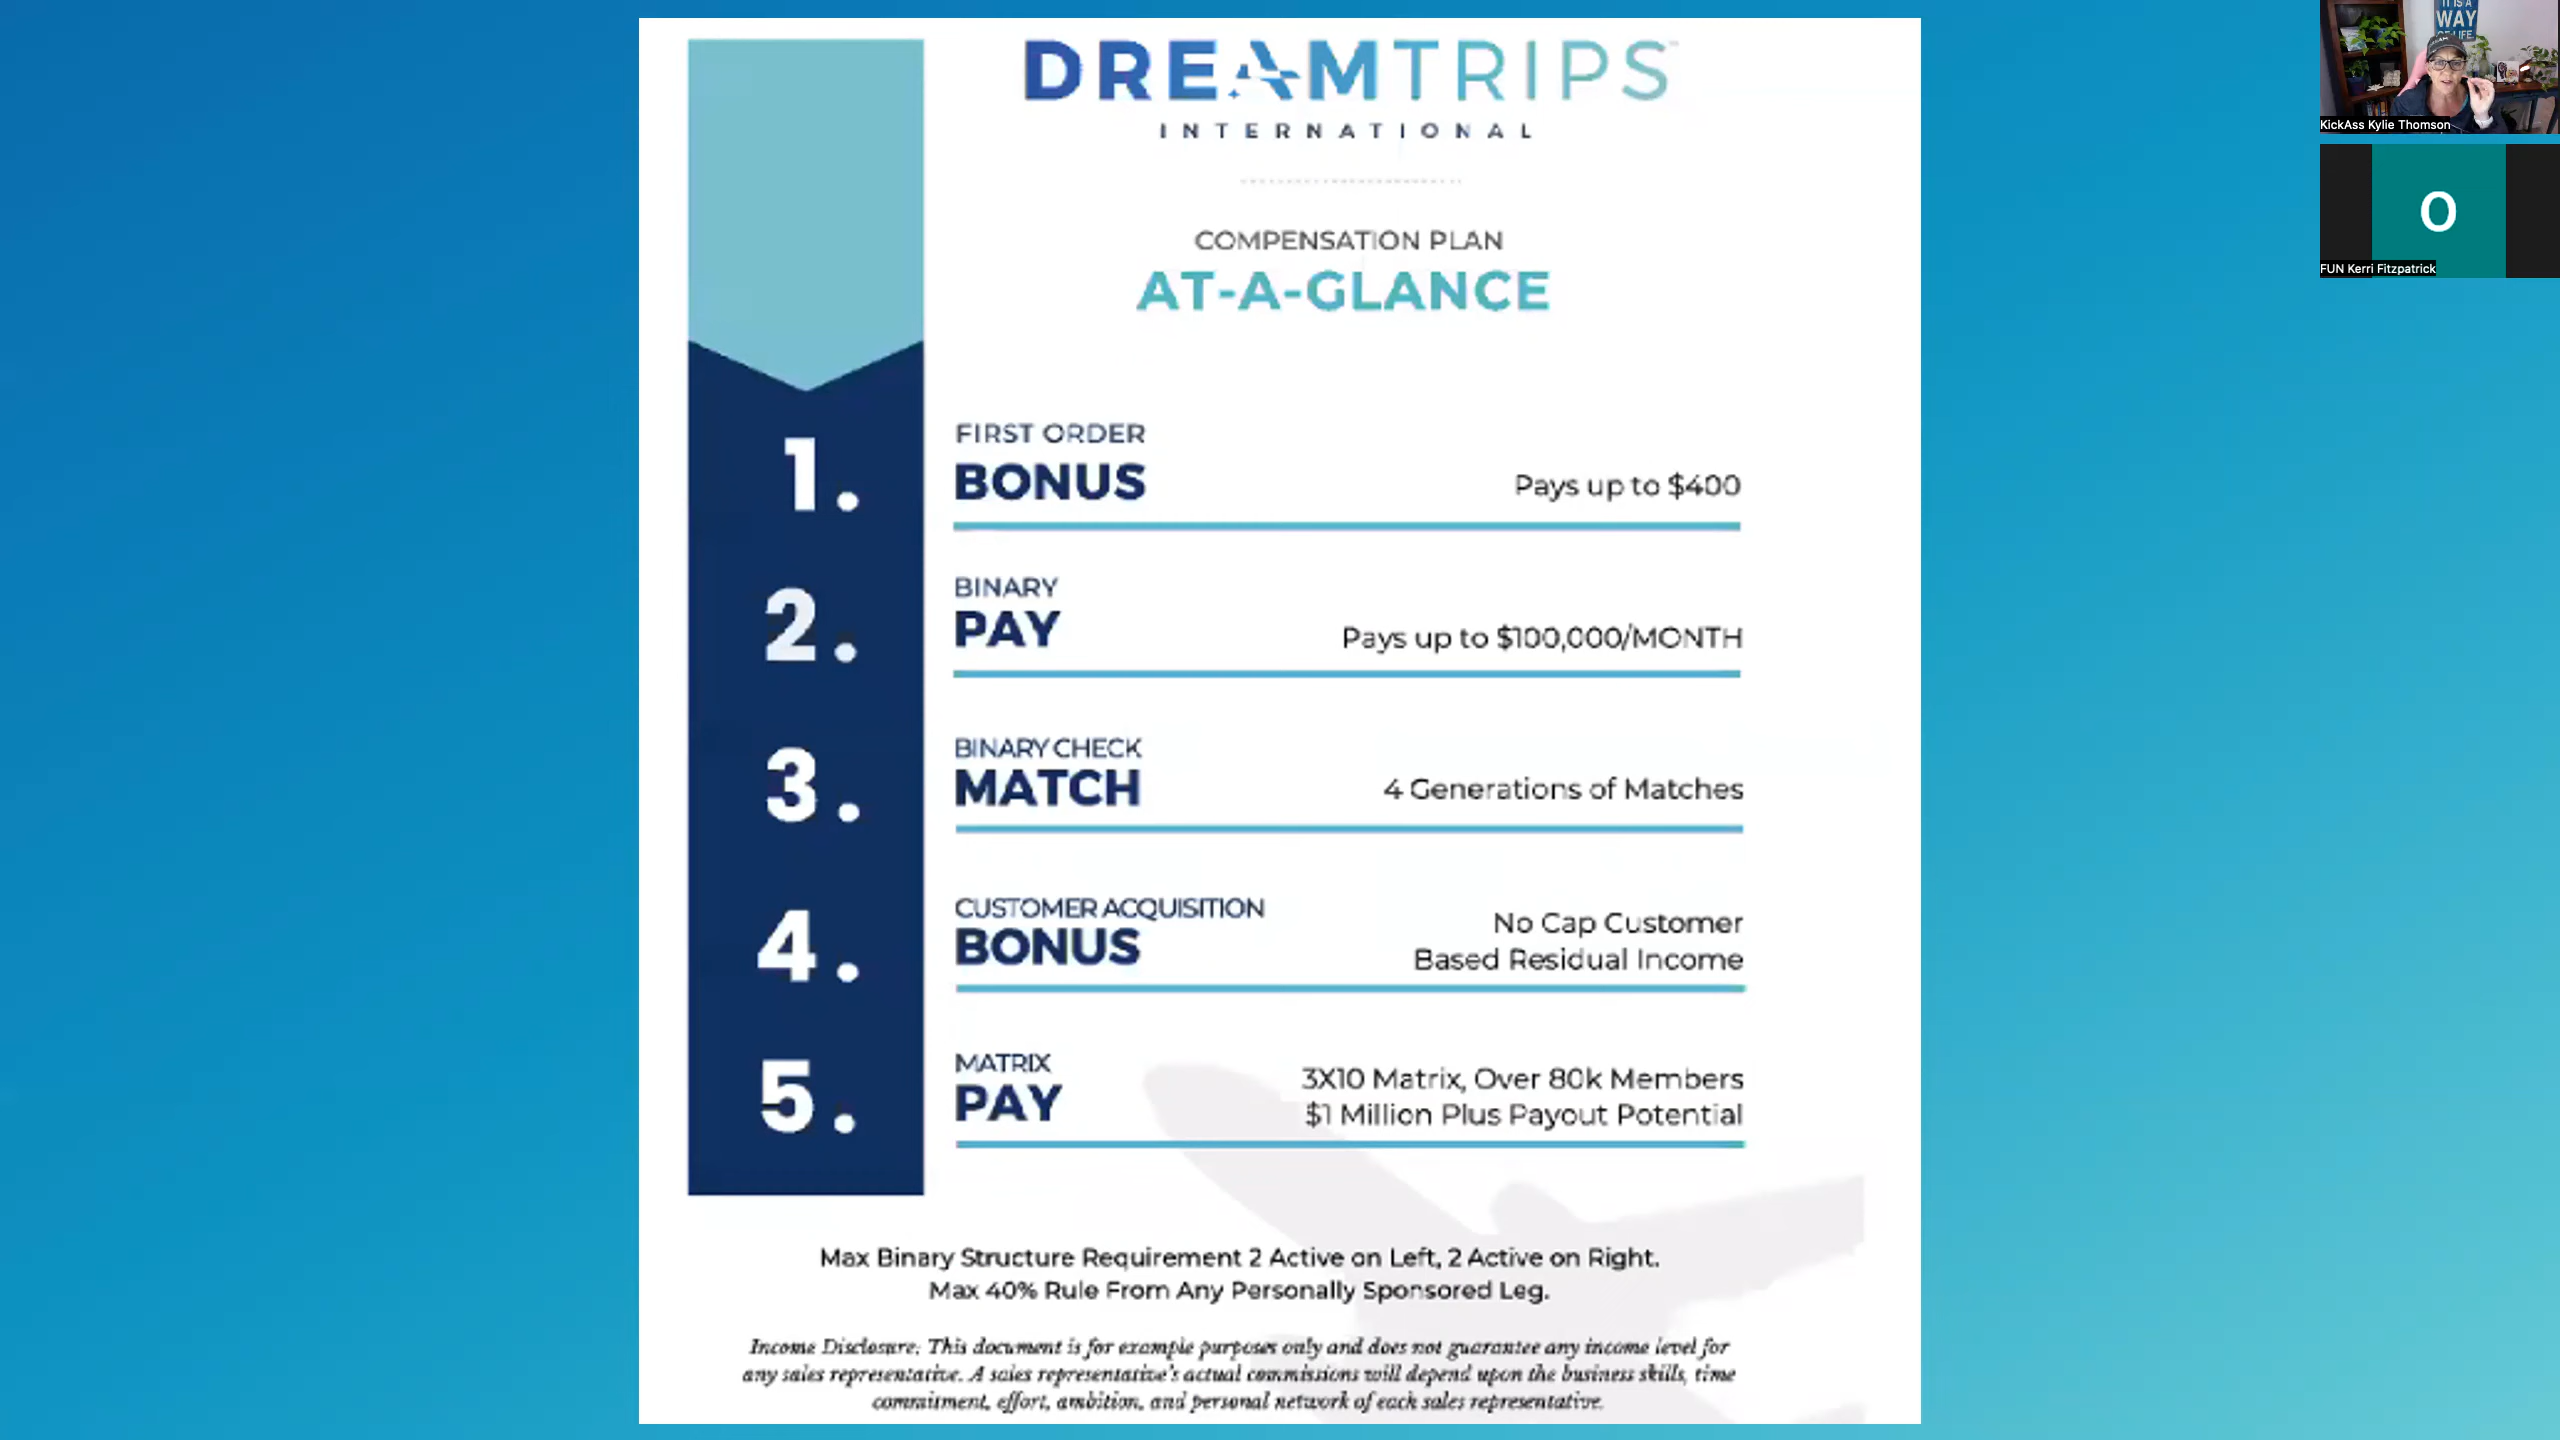 DREAMTRIPS™
INTERNATIONAL
COMPENSATION PLAN
AT-A-GLANCE
1.
FIRST ORDER
BONUS
Pays up to $400
2.
BINARY
PAY
Pays up to $100,000/MONTH
3.
BINARY CHECK
MATCH
4 Generations of Matches
4.
CUSTOMER ACQUISITION
BONUS
No Cap Customer
Based Residual Income
5.
MATRIX
PAY
3X10 Matrix, Over 80k Members
$1 Million Plus Payout Potential
Max Binary Structure Requirement 2 Active on Left, 2 Active on Right.
Max 40% Rule From Any Personally Sponsored Leg.
Income Disclosure: This document is for example purposes only and does not guarantee any income level for
any sales representative. A sales representative's actual commissions will depend upon the business skills, time
commitment, effort, ambition, and personal network of each sales representative.
IT IS A
WAY
OF LIFE
KickAss Kylie Thomson
O
FUN Kerri Fitzpatrick